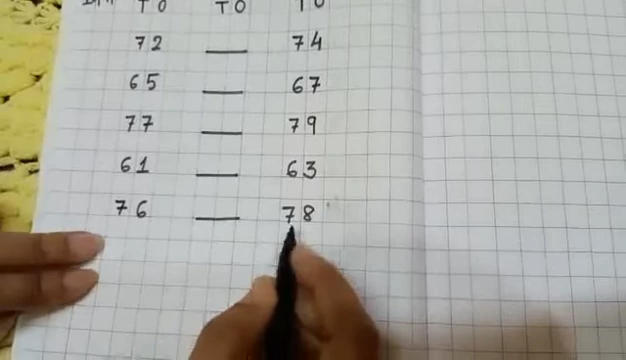 T O T O T O
72 ___ 74
65 ___ 67
77 ___ 79
61 ___ 63
76 ___ 78